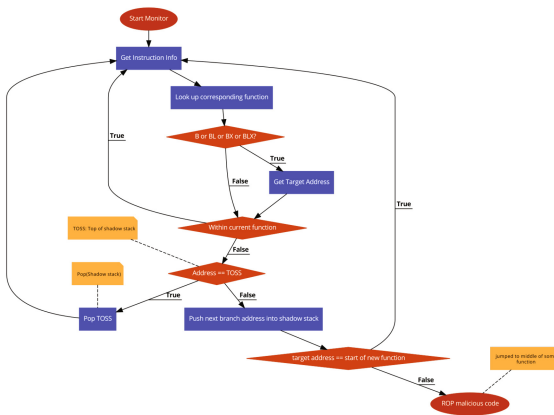 Start Monitor
Get Instruction Info
Look up corresponding function
B or BL or BX or BLX?
True
True
False
Get Target Address
True
Within current function
TOSS: Top of shadow stack
False
Address == TOSS
Pop(Shadow stack)
True
False
Pop TOSS
Push next branch address into shadow stack
target address == start of new function
Jumped to middle of som
function
False
ROP malicious code